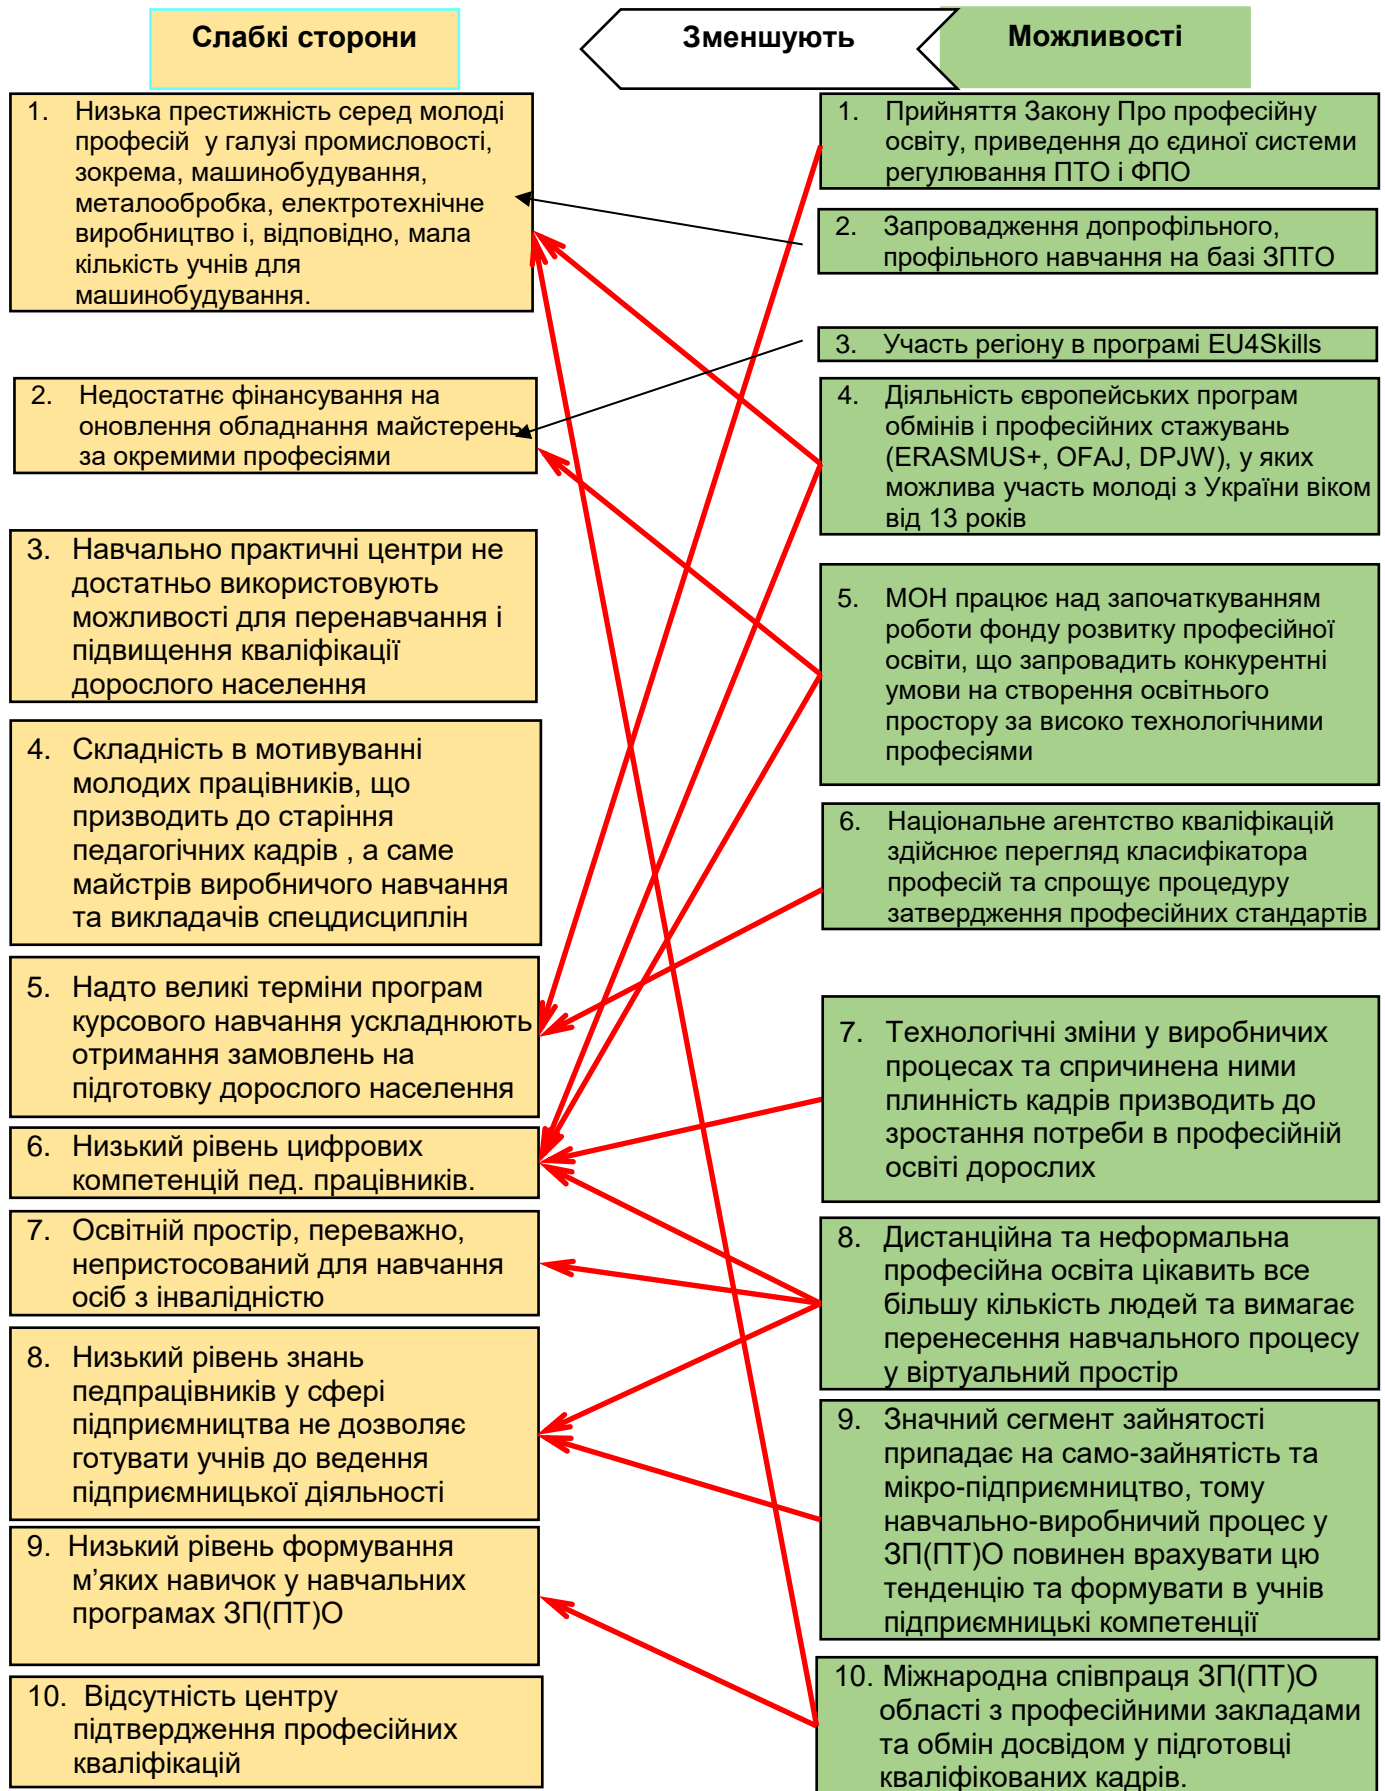 Слабкі сторони
Зменшують
Можливості
1. Низька престижність серед молоді
професій у галузі промисловості,
зокрема, машинобудування,
металообробка, електротехнічне
виробництво і, відповідно, мала
кількість учнів для
машинобудування.
2. Недостатнє фінансування на
оновлення обладнання майстерень
за окремими професіями
3. Навчально практичні центри не
достатньо використовують
можливості для перенавчання і
підвищення кваліфікації
дорослого населення
4. Складність в мотивуванні
молодих працівників, що
призводить до старіння
педагогічних кадрів , а саме
майстрів виробничого навчання
та викладачів спецдисциплін
5. Надто великі терміни програм
курсового навчання ускладнюють
отримання замовлень на
підготовку дорослого населення
6. Низький рівень цифрових
компетенцій пед. працівників.
7. Освітній простір, переважно,
непристосований для навчання
осіб з інвалідністю
8. Низький рівень знань
педпрацівників у сфері
підприємництва не дозволяє
готувати учнів до ведення
підприємницької діяльності
9. Низький рівень формування
м’яких навичок у навчальних
програмах ЗП(ПТ)О
10. Відсутність центру
підтвердження професійних
кваліфікацій
1. Прийняття Закону Про професійну
освіту, приведення до єдиної системи
регулювання ПТО і ФПО
2. Запровадження допрофільного,
профільного навчання на базі ЗПТО
3. Участь регіону в програмі EU4Skills
4. Діяльність європейських програм
обмінів і професійних стажувань
(ERASMUS+, OFAJ, DPJW), у яких
можлива участь молоді з України віком
від 13 років
5. МОН працює над започаткуванням
роботи фонду розвитку професійної
освіти, що запровадить конкурентні
умови на створення освітнього
простору за високо технологічними
професіями
6. Національне агентство кваліфікацій
здійснює перегляд класифікатора
професій та спрощує процедуру
затвердження професійних стандартів
7. Технологічні зміни у виробничих
процесах та спричинена ними
плинність кадрів призводить до
зростання потреби в професійній
освіті дорослих
8. Дистанційна та неформальна
професійна освіта цікавить все
більшу кількість людей та вимагає
перенесення навчального процесу
у віртуальний простір
9. Значний сегмент зайнятості
припадає на само-зайнятість та
мікро-підприємництво, тому
навчально-виробничий процес у
ЗП(ПТ)О повинен врахувати цю
тенденцію та формувати в учнів
підприємницькі компетенції
10. Міжнародна співпраця ЗП(ПТ)О
області з професійними закладами
та обмін досвідом у підготовці
кваліфікованих кадрів.